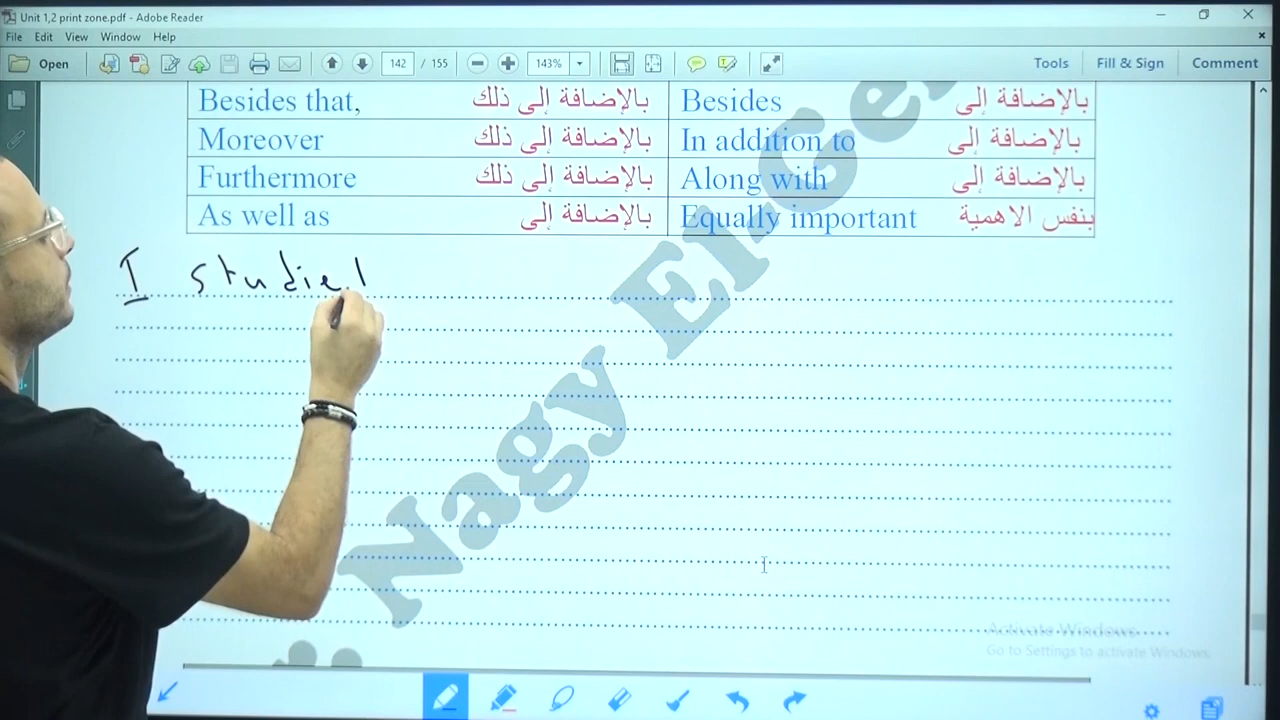 Unit 1,2 print zone.pdf - Adobe Reader
File Edit View Window Help
Open 142 / 155 143% Tools Fill & Sign Comment
Besides that, بالإضافة إلى ذلك Besides بالإضافة إلى
Moreover بالإضافة إلى ذلك In addition to بالإضافة إلى
Furthermore بالإضافة إلى ذلك Along with بالإضافة إلى
As well as بالإضافة إلى Equally important بنفس الاهمية
I studied
Nagy El-Ge
Activate Windows
Go to Settings to activate Windows.